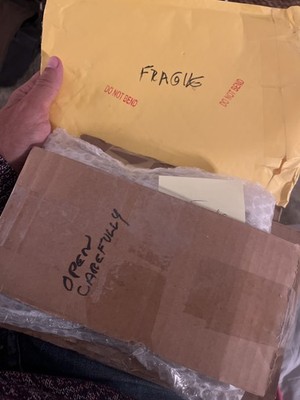 FRAGILE
DO NOT BEND
DO NOT BEND
OPEN
CAREFULLY